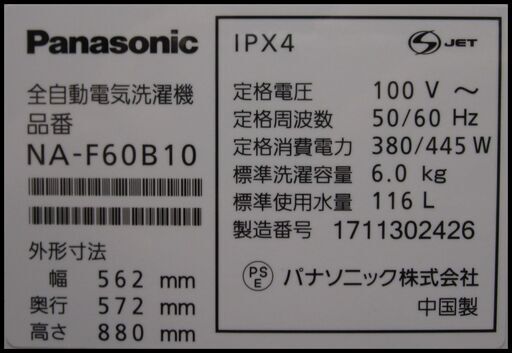 Panasonic
全自動電気洗濯機
品番
NA-F60B10
外形寸法
幅 562 mm
奥行 572 mm
高さ 880 mm
IPX4
S JET
定格電圧 100 V ～
定格周波数 50/60 Hz
定格消費電力 380/445 W
標準洗濯容量 6.0 kg
標準使用水量 116 L
製造番号 1711302426
PS E パナソニック株式会社
中国製